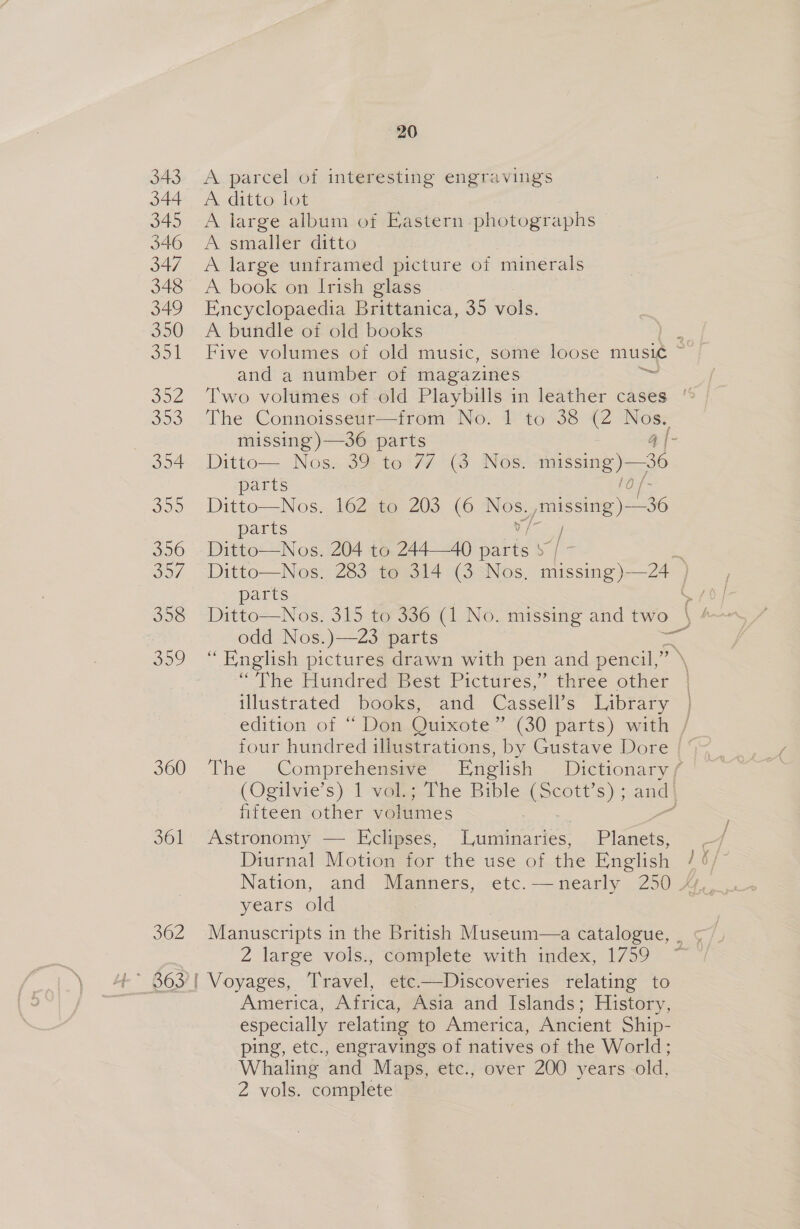 20
343 A parcel of interesting engravings
344 A ditto lot
345 A large album of Eastern photographs
346 A smaller ditto
347 A large unframed picture of minerals
348 A book on Irish glass
349 Encyclopaedia Brittanica, 35 vols.
350 A bundle of old books
351 Five volumes of old music, some loose music
and a number of magazines
352 Two volumes of old Playbills in leather cases
353 The Connoisseur—from No. 1 to 38 (2 Nos.
missing)—36 parts 4/-
354 Ditto— Nos. 39 to 77 (3 Nos. missing)—36
parts 10/-
355 Ditto—Nos. 162 to 203 (6 Nos. missing)—36
parts
356 Ditto—Nos. 204 to 244—40 parts 5/-
357 Ditto—Nos. 283 to 314 (3 Nos. missing)—24
parts
358 Ditto—Nos. 315 to 336 (1 No. missing and two
odd Nos.)—23 parts
359 “English pictures drawn with pen and pencil,”
“The Hundred Best Pictures,” three other
illustrated books, and Cassell’s Library
edition of “Don Quixote” (30 parts) with
four hundred illustrations, by Gustave Dore
360 The Comprehensive English Dictionary
(Ogilvie’s) 1 vol.; The Bible (Scott’s); and
fifteen other volumes
361 Astronomy — Eclipses, Luminaries, Planets,
Diurnal Motion for the use of the English
Nation, and Manners, etc.—nearly 250
years old
362 Manuscripts in the British Museum—a catalogue,
2 large vols., complete with index, 1759
363 Voyages, Travel, etc.—Discoveries relating to
America, Africa, Asia and Islands; History,
especially relating to America, Ancient Ship-
ping, etc., engravings of natives of the World;
Whaling and Maps, etc., over 200 years old,
2 vols. complete